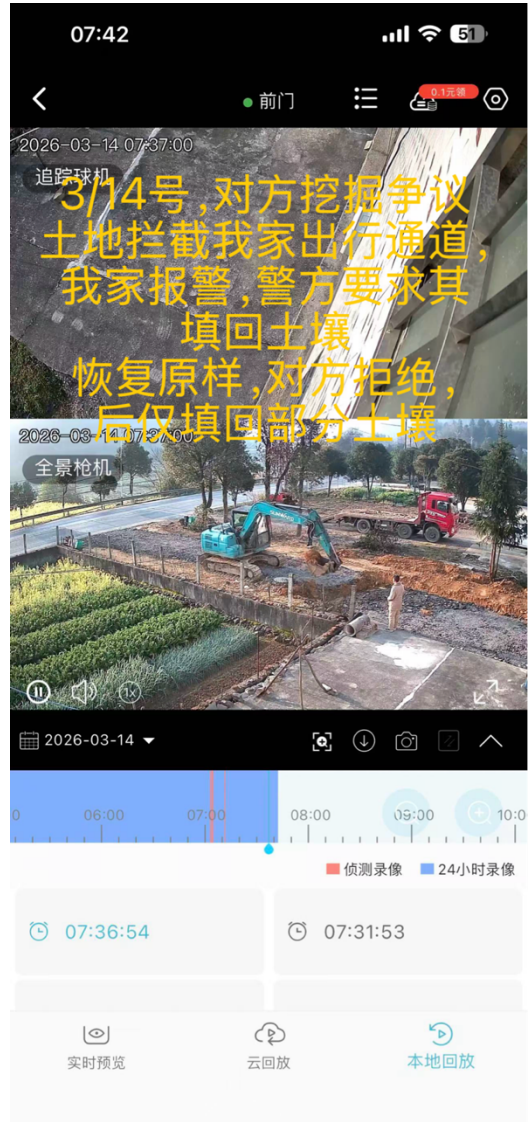 07:42
51
前门
0.1元领
2026-03-14 07:37:00
追踪球机
3/14号,对方挖掘争议
土地拦截我家出行通道,
我家报警,警方要求其
填回土壤
恢复原样,对方拒绝,
后仅填回部分土壤
2026-03-14 07:37:00
全景枪机
1x
2026-03-14
0 06:00 07:00 08:00 09:00 10:0
侦测录像 24小时录像
07:36:54 07:31:53
实时预览 云回放 本地回放